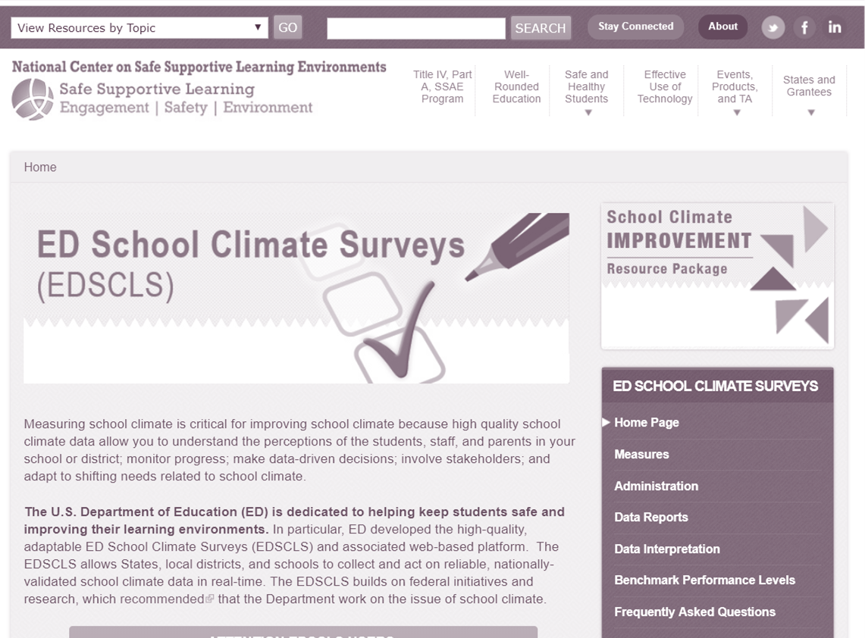 View Resources by Topic
GO
SEARCH
Stay Connected
About
National Center on Safe Supportive Learning Environments
Safe Supportive Learning
Engagement | Safety | Environment
Title IV, Part
A, SSAE
Program
Well-
Rounded
Education
Safe and
Healthy
Students
Effective
Use of
Technology
Events,
Products,
and TA
States and
Grantees
Home
ED School Climate Surveys
(EDSCLS)
Measuring school climate is critical for improving school climate because high quality school
climate data allow you to understand the perceptions of the students, staff, and parents in your
school or district; monitor progress; make data-driven decisions; involve stakeholders; and
adapt to shifting needs related to school climate.
The U.S. Department of Education (ED) is dedicated to helping keep students safe and
improving their learning environments. In particular, ED developed the high-quality,
adaptable ED School Climate Surveys (EDSCLS) and associated web-based platform. The
EDSCLS allows States, local districts, and schools to collect and act on reliable, nationally-
validated school climate data in real-time. The EDSCLS builds on federal initiatives and
research, which recommended that the Department work on the issue of school climate.
School Climate
IMPROVEMENT
Resource Package
ED SCHOOL CLIMATE SURVEYS
Home Page
Measures
Administration
Data Reports
Data Interpretation
Benchmark Performance Levels
Frequently Asked Questions